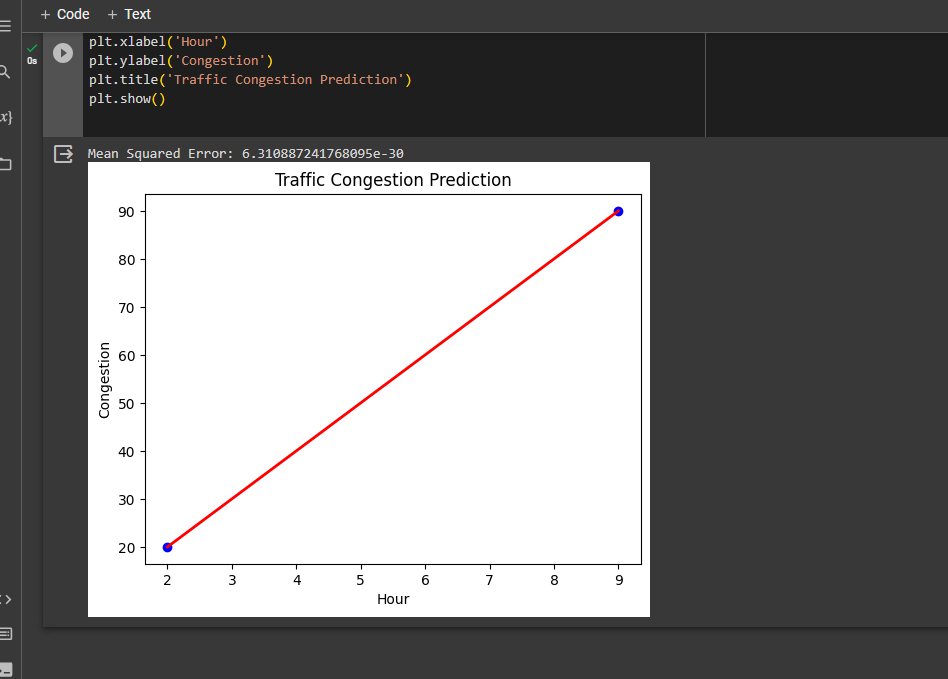 + Code + Text
0s
plt.xlabel('Hour')
plt.ylabel('Congestion')
plt.title('Traffic Congestion Prediction')
plt.show()
Mean Squared Error: 6.310887241768095e-30
Traffic Congestion Prediction
90
80
70
60
50
40
30
20
Congestion
2 3 4 5 6 7 8 9
Hour